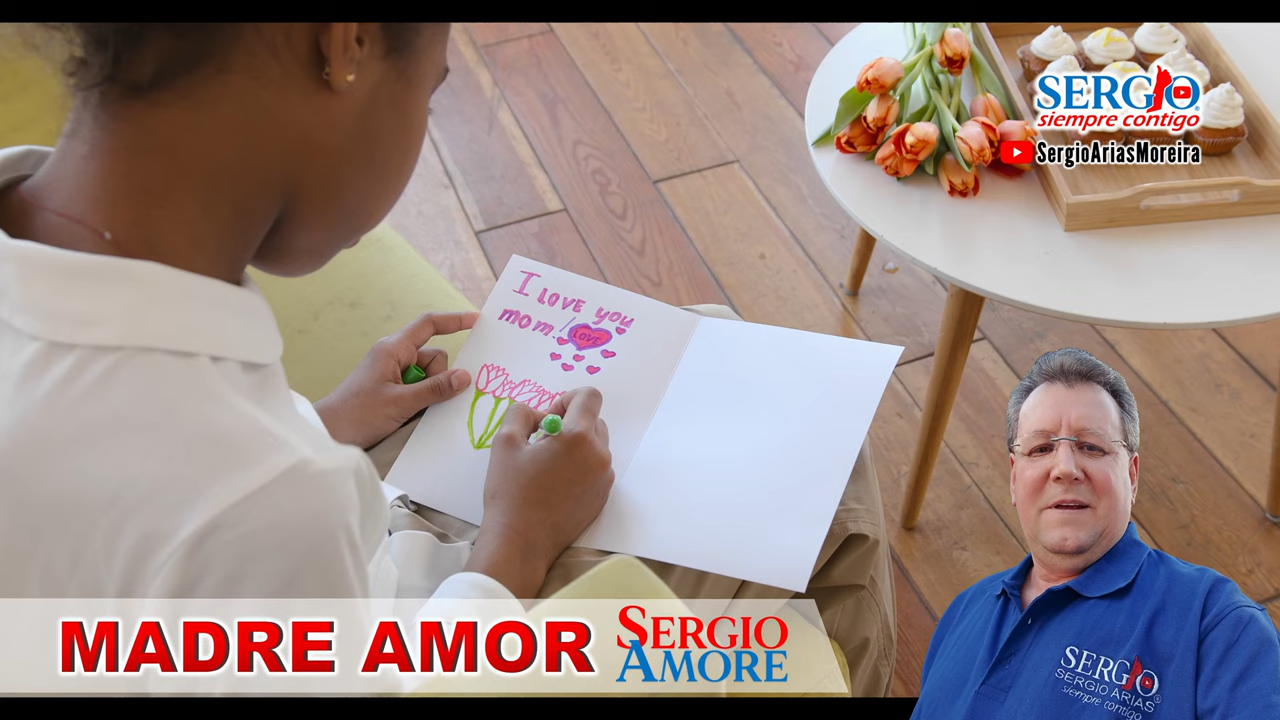 SERGIO
siempre contigo
SergioAriasMoreira
I LOVE you
mom! LOVE
MADRE AMOR
SERGIO
AMORE
SERGIO
SERGIO ARIAS
siempre contigo